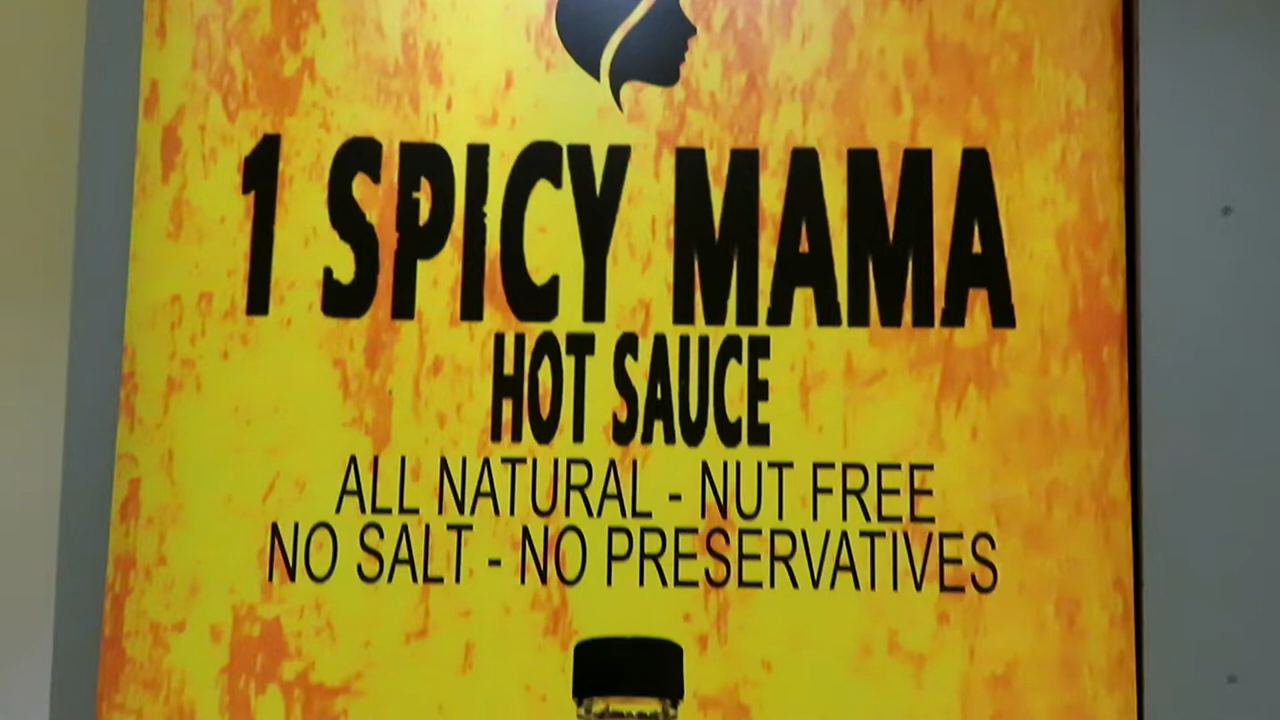 1 SPICY MAMA
HOT SAUCE
ALL NATURAL - NUT FREE
NO SALT - NO PRESERVATIVES